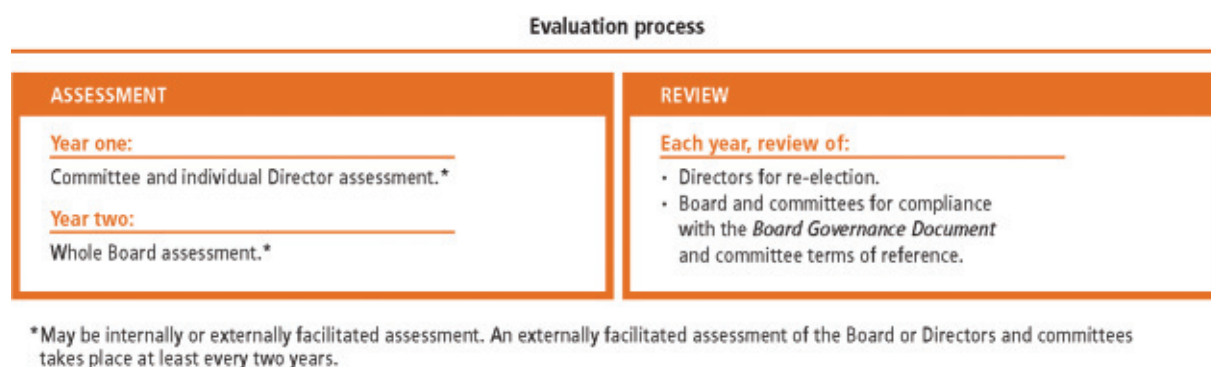 Evaluation process
ASSESSMENT
Year one:
Committee and individual Director assessment.*
Year two:
Whole Board assessment.*
REVIEW
Each year, review of:
· Directors for re-election.
· Board and committees for compliance
with the Board Governance Document
and committee terms of reference.
*May be internally or externally facilitated assessment. An externally facilitated assessment of the Board or Directors and committees
takes place at least every two years.